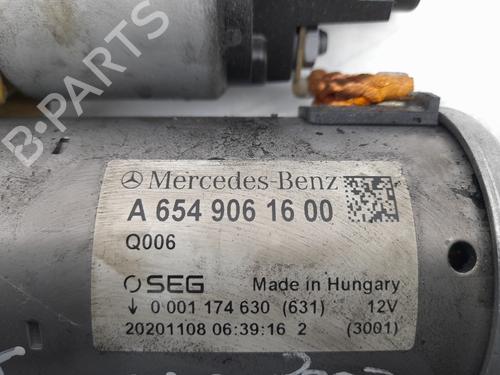 B-PARTS
Mercedes-Benz
A 654 906 16 00
Q006
SEG Made in Hungary
↓ 0 001 174 630 (631) 12V
20201108 06:39:16 2 (3001)